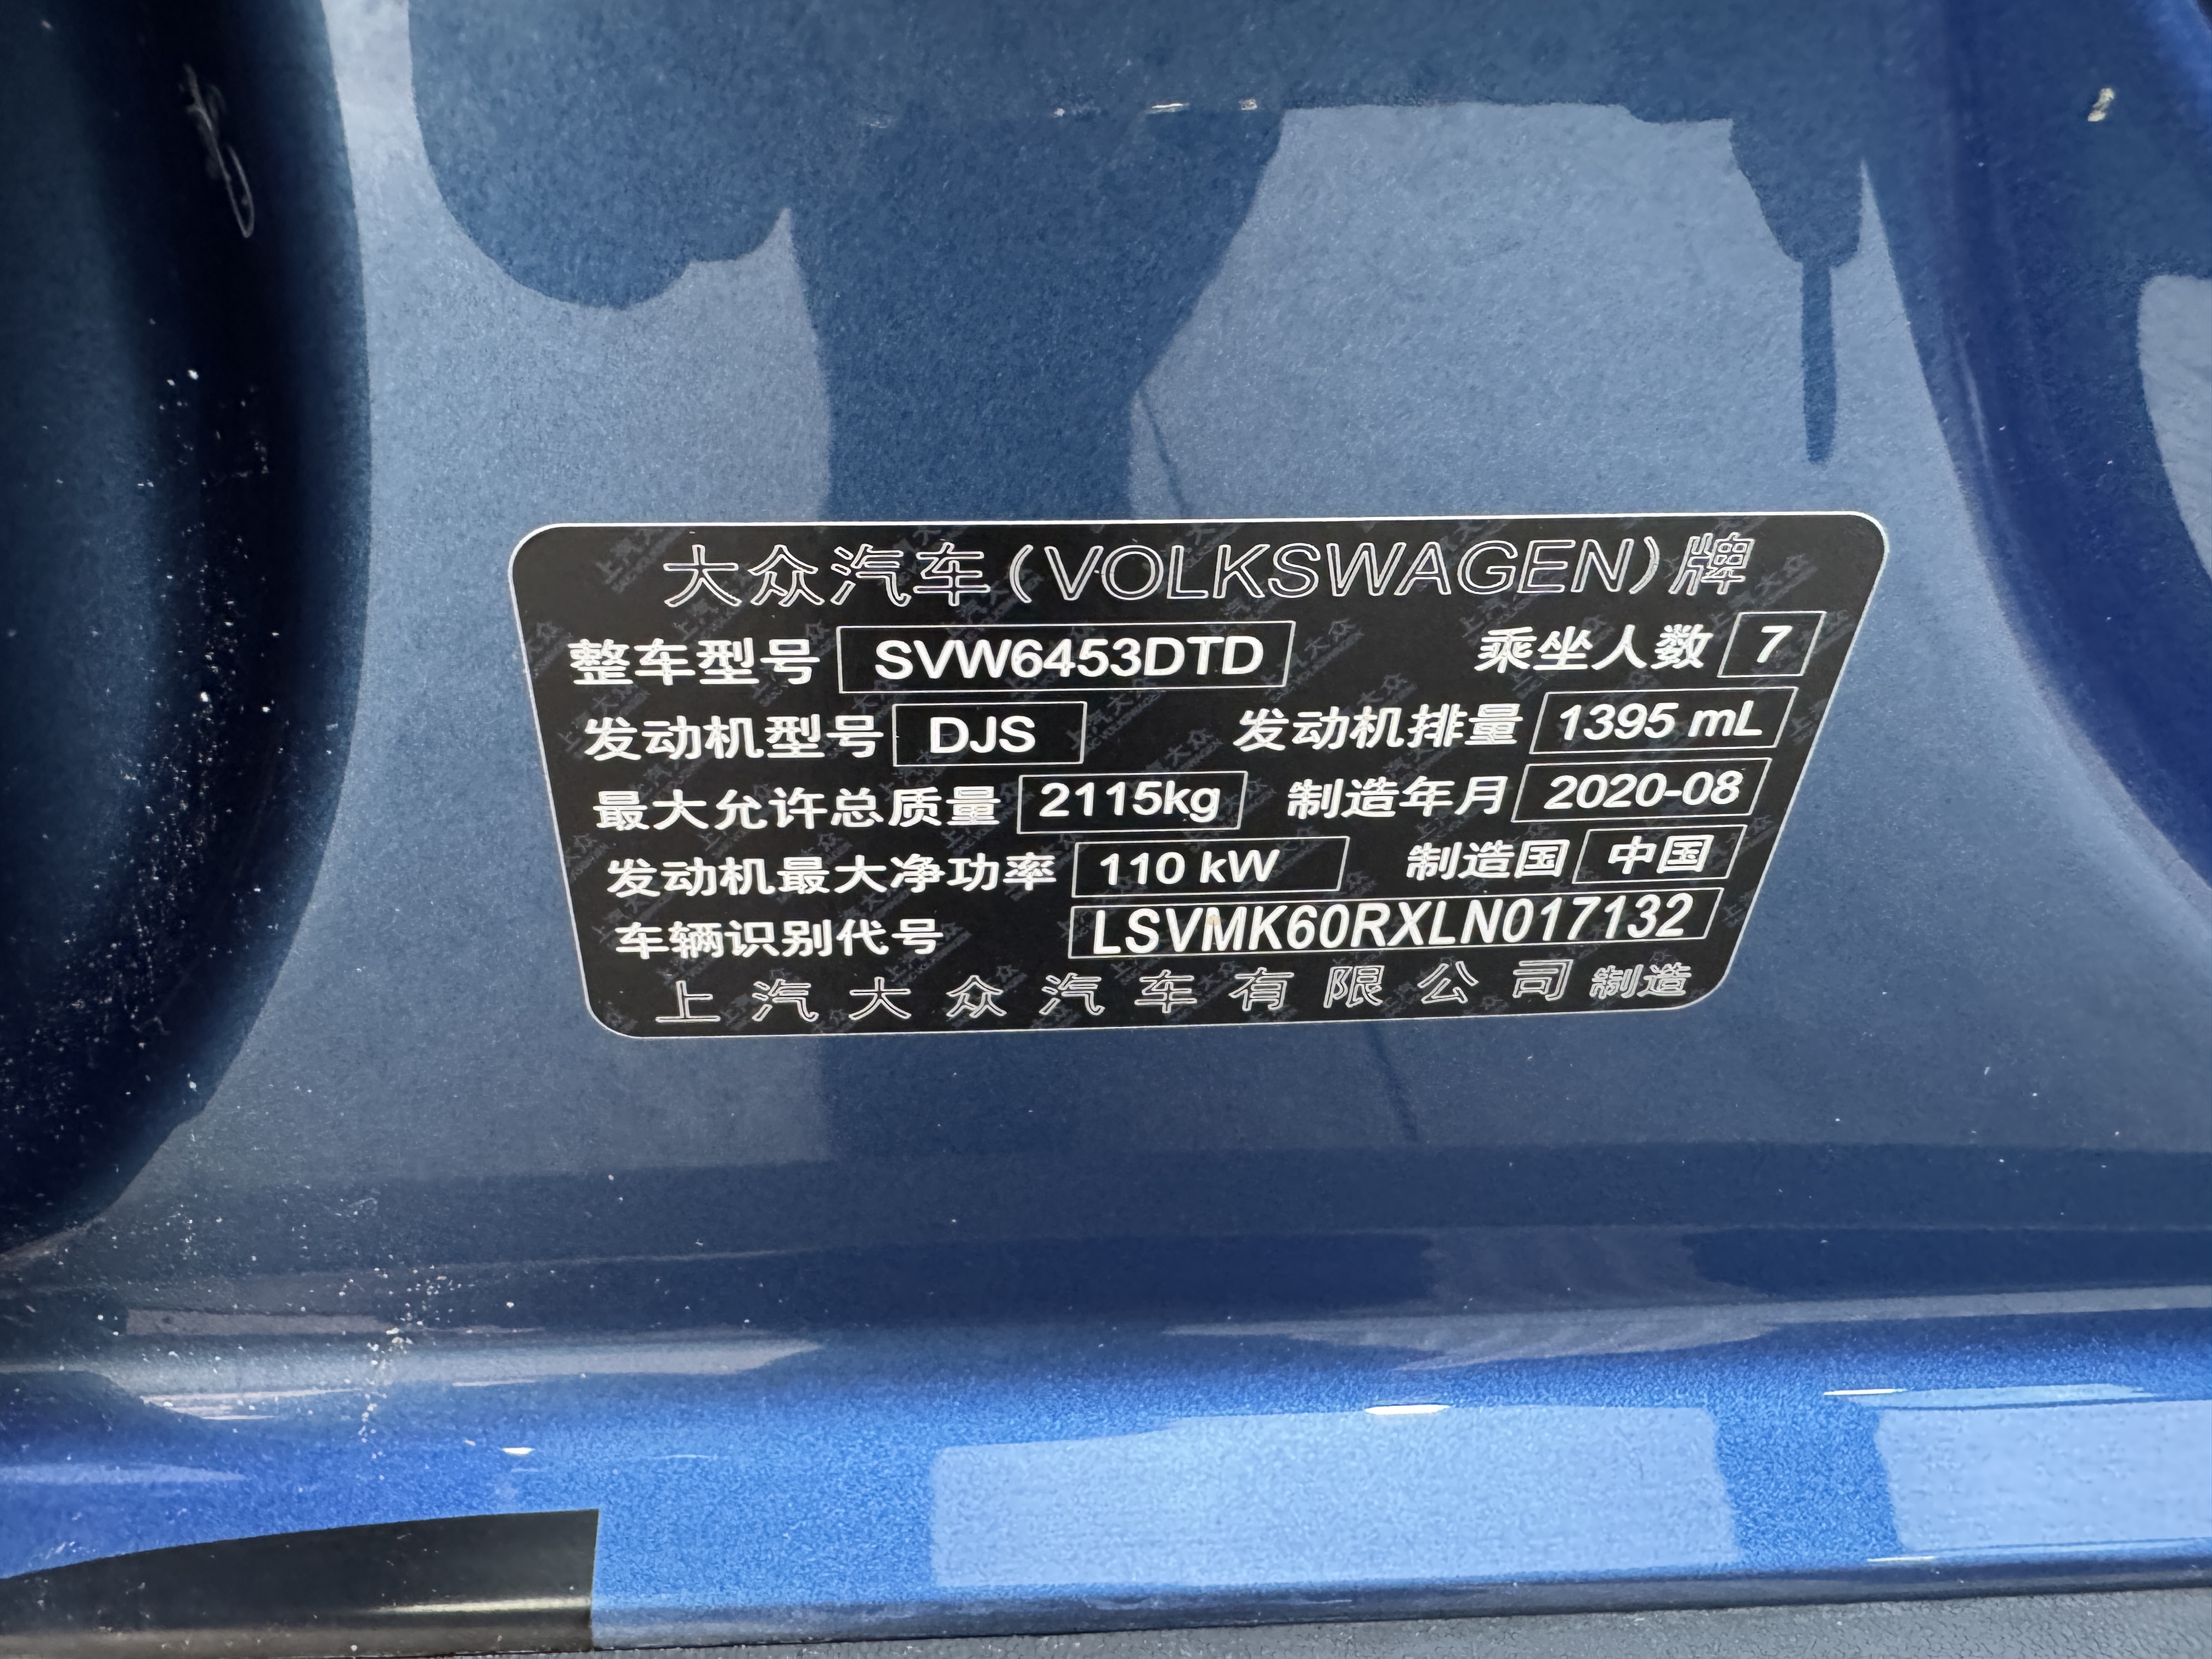 大众汽车(VOLKSWAGEN)牌
整车型号 SVW6453DTD 乘坐人数 7
发动机型号 DJS 发动机排量 1395 mL
最大允许总质量 2115kg 制造年月 2020-08
发动机最大净功率 110 kW 制造国 中国
车辆识别代号 LSVMK60RXLN017132
上汽大众汽车有限公司制造